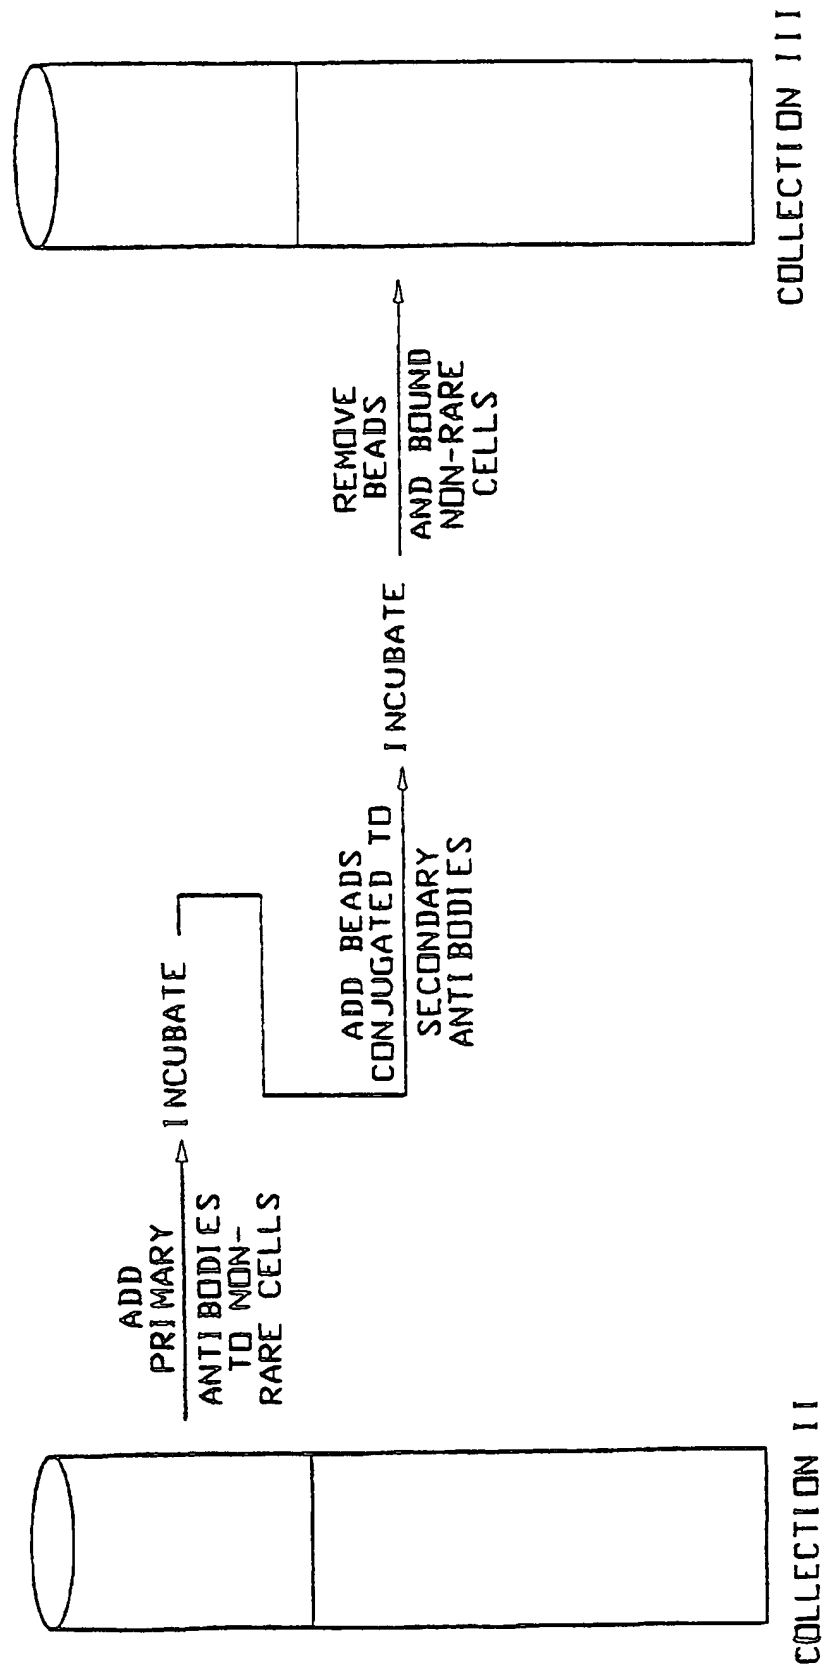 COLLECTION II
ADD
PRIMARY
ANTIBODIES
TO NON-
RARE CELLS
INCUBATE
ADD BEADS
CONJUGATED TO
SECONDARY
ANTIBODIES
INCUBATE
REMOVE
BEADS
AND BOUND
NON-RARE
CELLS
COLLECTION III